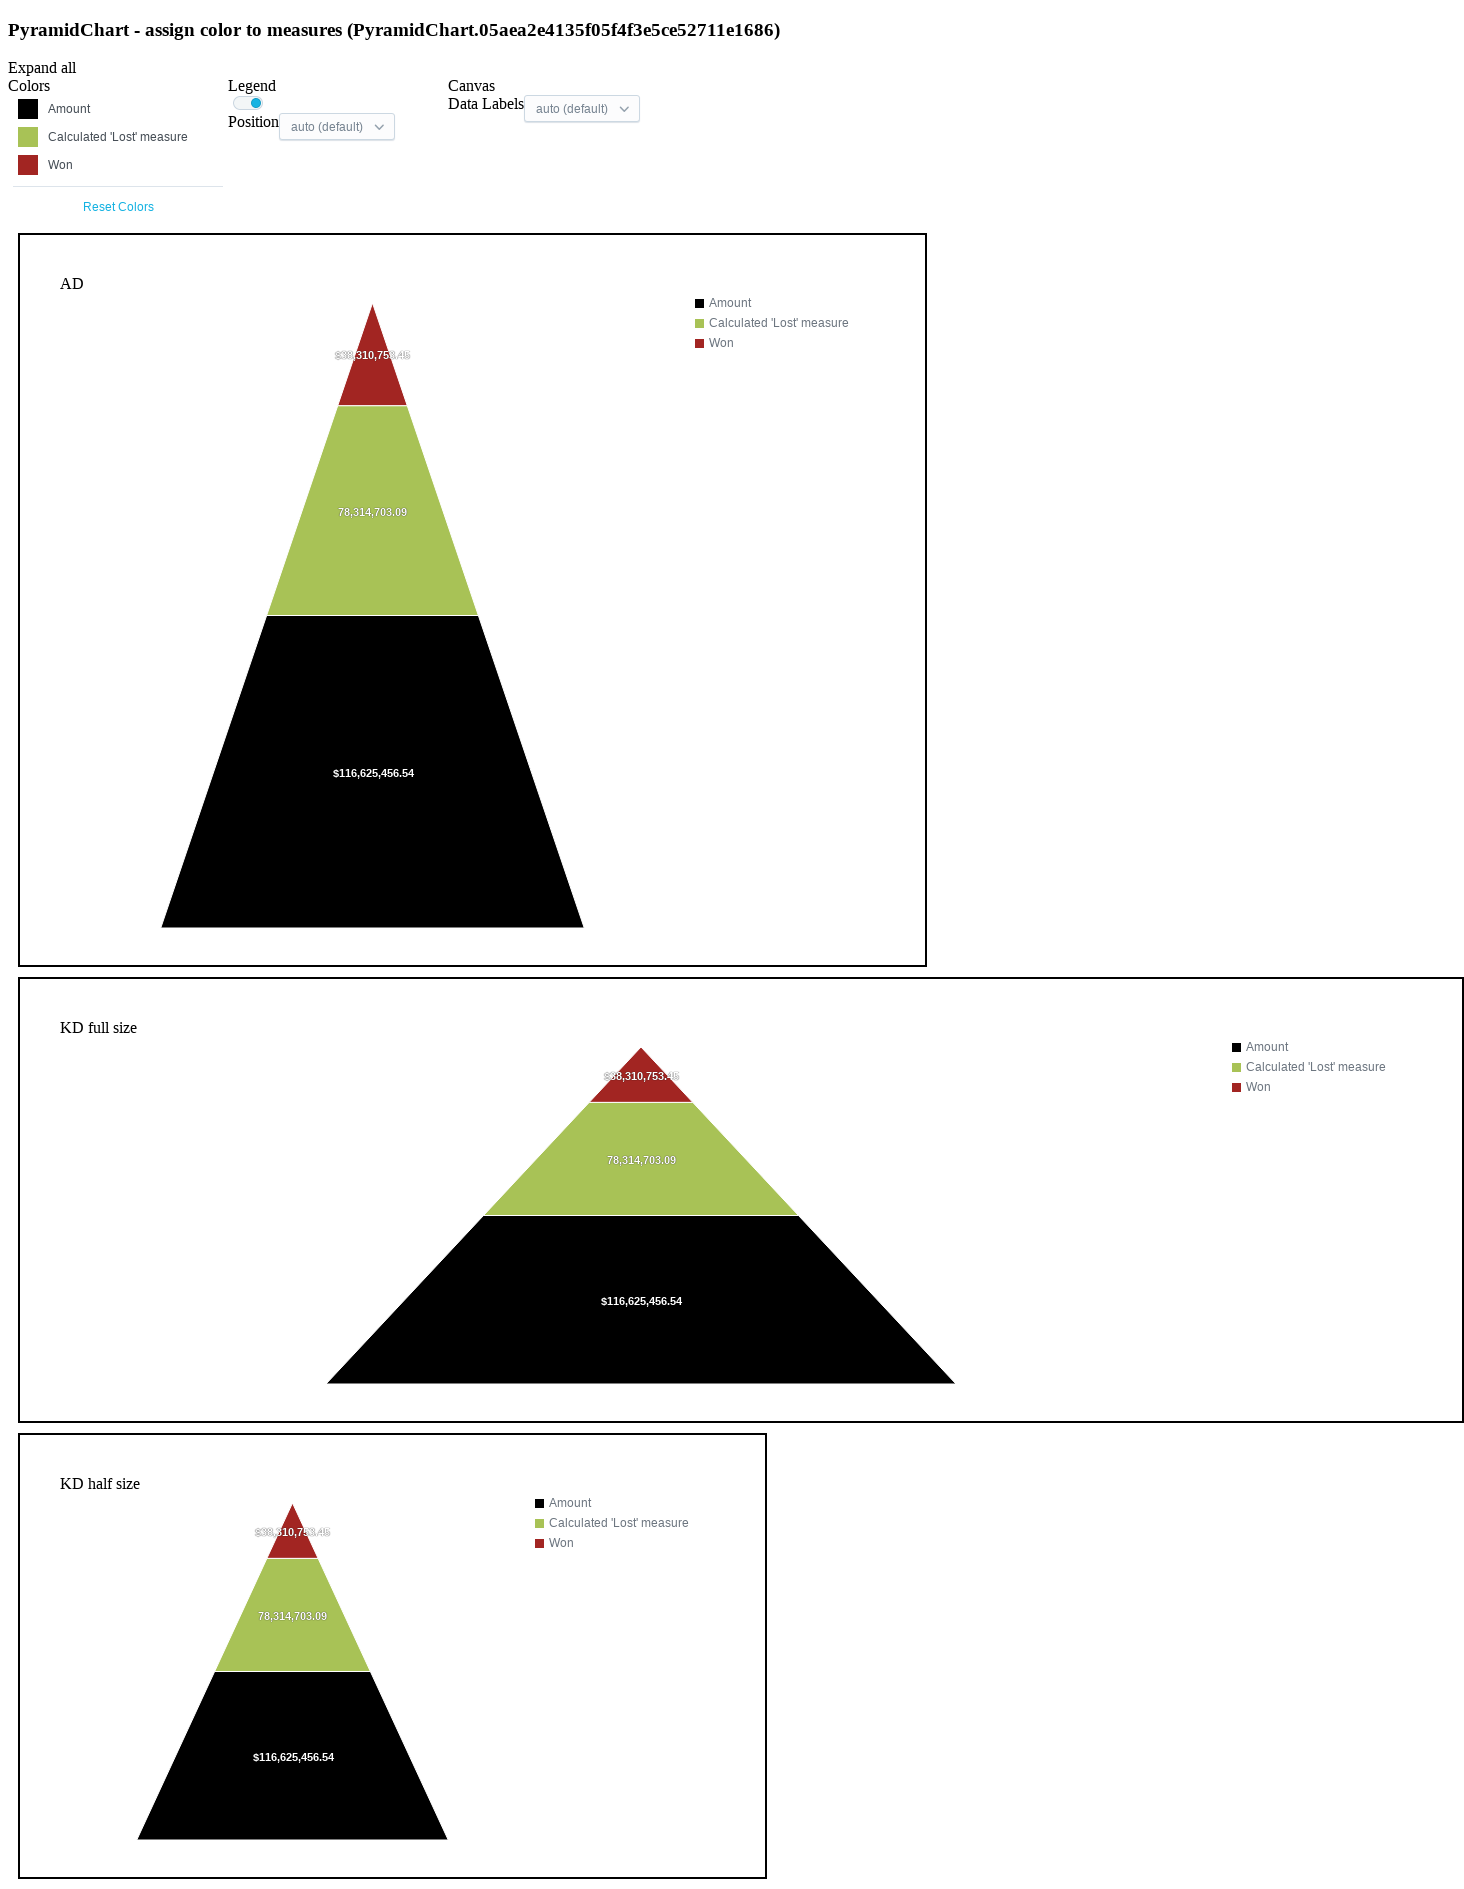 PyramidChart - assign color to measures (PyramidChart.05aea2e4135f05f4f3e5ce52711e1686)
Expand all
Colors
Amount
Calculated 'Lost' measure
Won
Reset Colors
Legend
Position auto (default)
Canvas
Data Labels auto (default)
AD
$38,310,753.45
78,314,703.09
$116,625,456.54
Amount
Calculated 'Lost' measure
Won
KD full size
$38,310,753.45
78,314,703.09
$116,625,456.54
Amount
Calculated 'Lost' measure
Won
KD half size
$38,310,753.45
78,314,703.09
$116,625,456.54
Amount
Calculated 'Lost' measure
Won